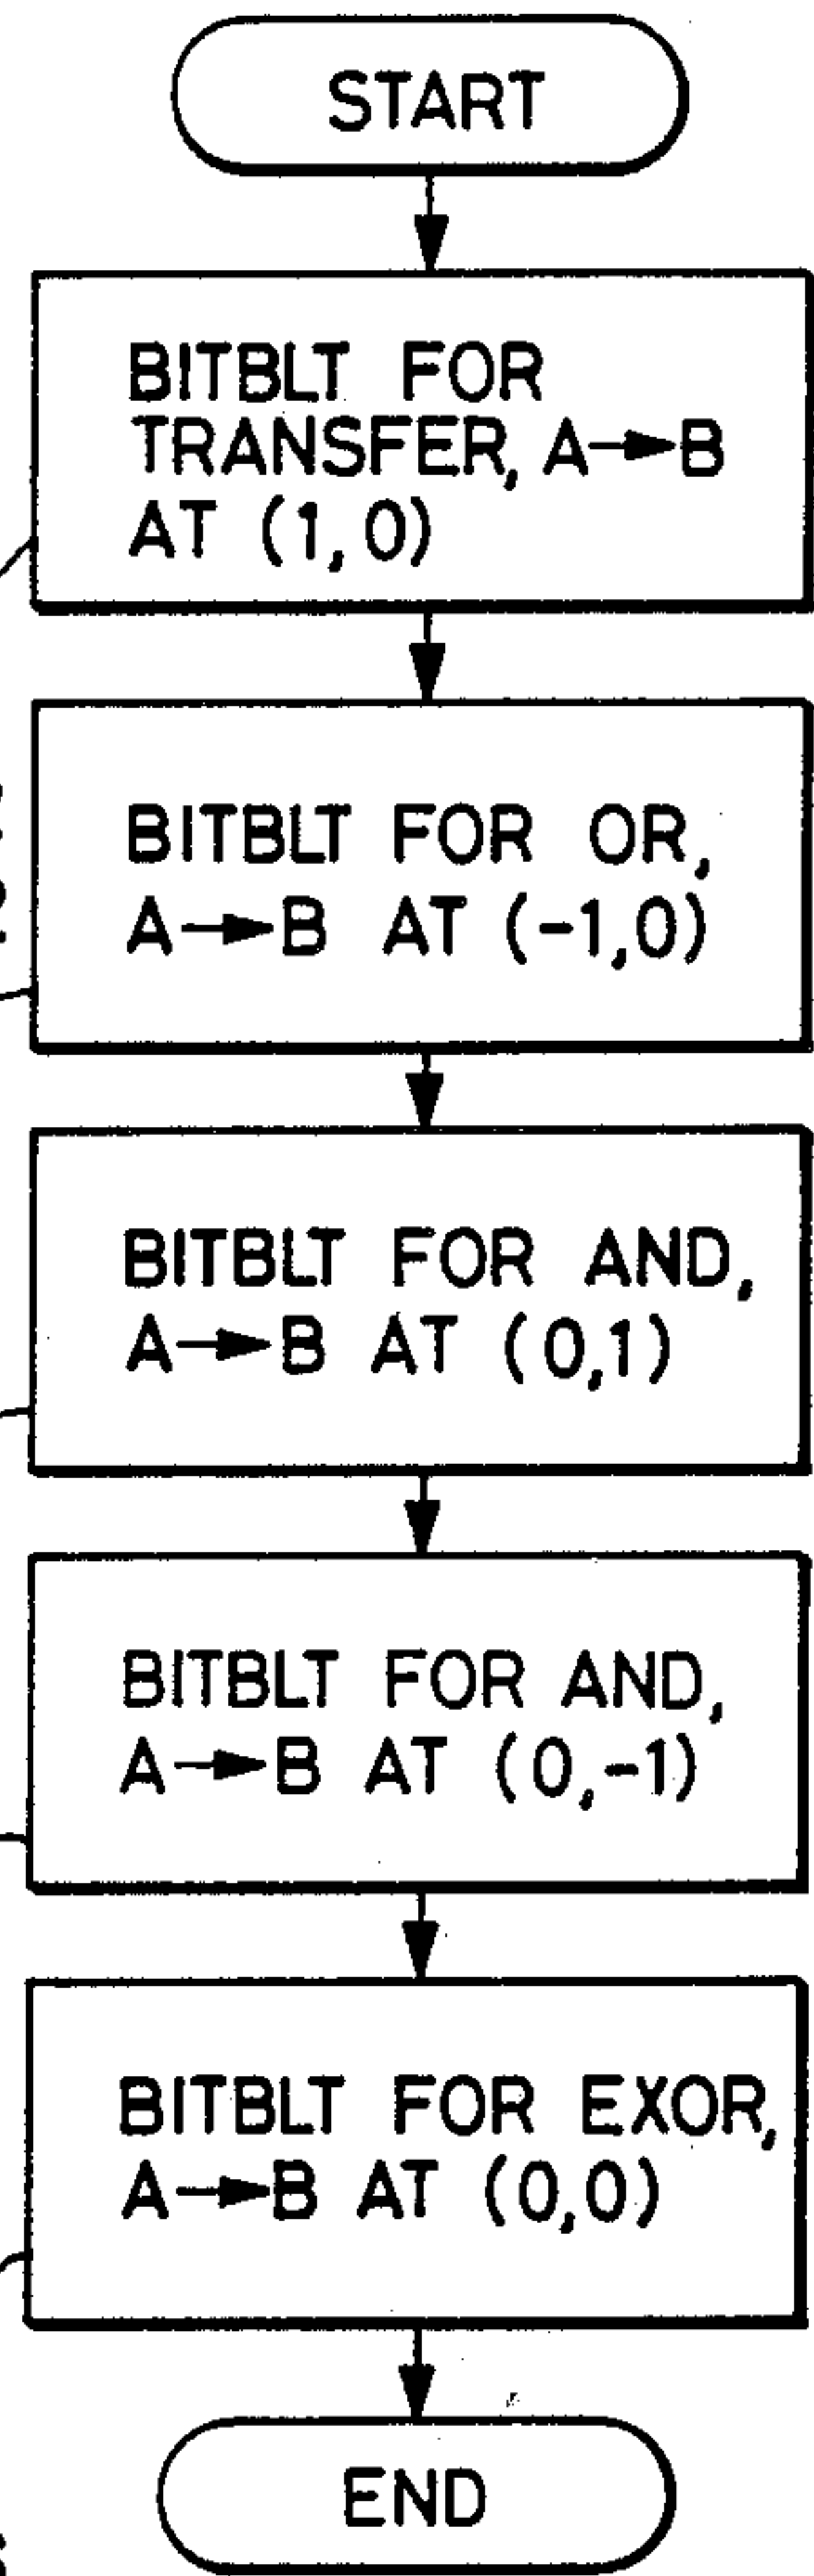 START
BITBLT FOR
TRANSFER, A→B
AT (1,0)
BITBLT FOR OR,
A→B AT (-1,0)
BITBLT FOR AND,
A→B AT (0,1)
BITBLT FOR AND,
A→B AT (0,-1)
BITBLT FOR EXOR,
A→B AT (0,0)
END